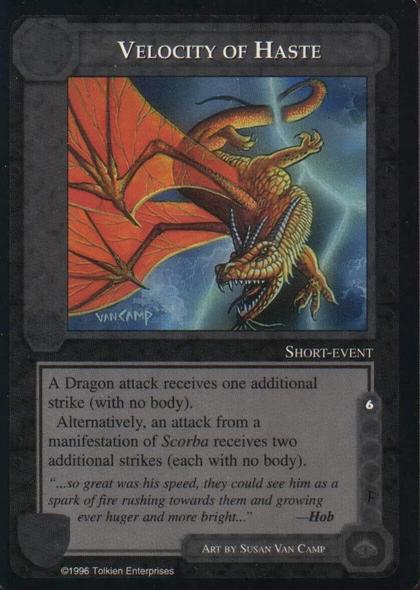 VELOCITY OF HASTE
VANCAMP
SHORT-EVENT
A Dragon attack receives one additional
strike (with no body).
Alternatively, an attack from a
manifestation of Scorba receives two
additional strikes (each with no body).
6
F
“...so great was his speed, they could see him as a
spark of fire rushing towards them and growing
ever huger and more bright...” —Hob
ART BY SUSAN VAN CAMP
©1996 Tolkien Enterprises